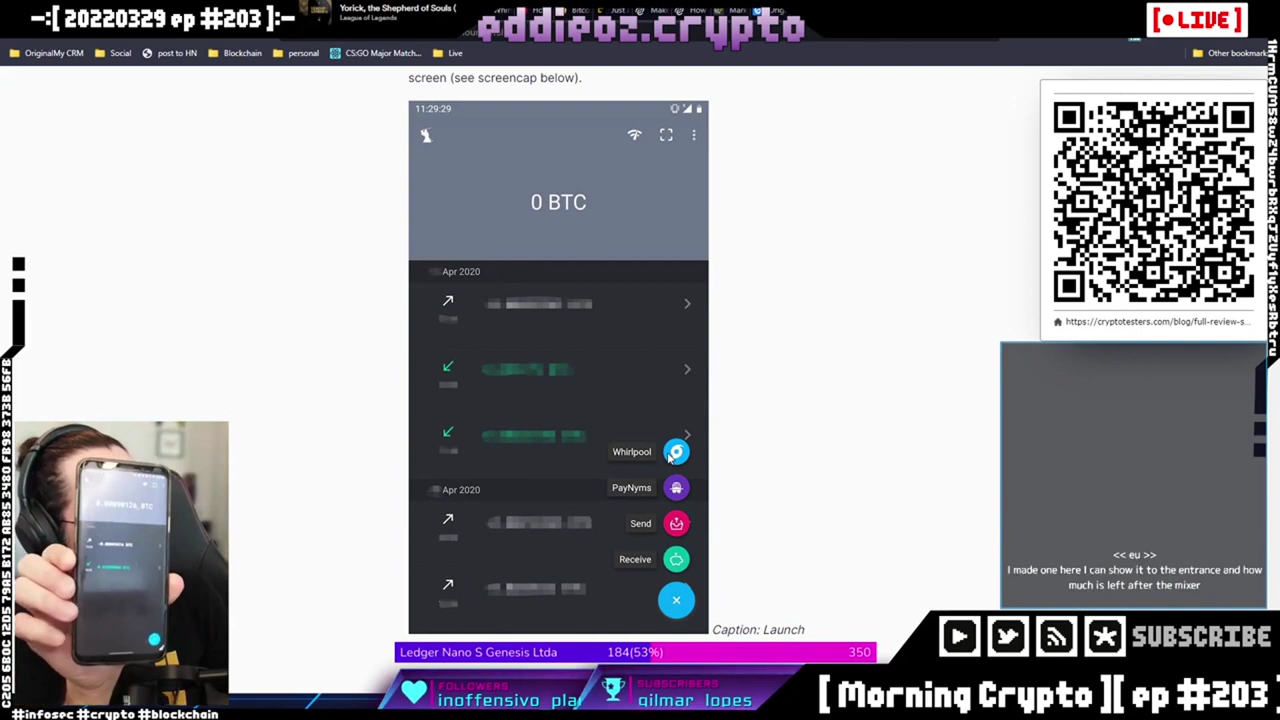 -:[ 20220329 ep #203 ]:-
Yorick, the Shepherd of Souls (
League of Legends
eddieoz.crypto
[● LIVE]
OriginalMy CRM
Social
post to HN
Blockchain
personal
CS:GO Major Match...
Live
Other bookmark
screen (see screencap below).
11:29:29
0 BTC
Apr 2020
Whirlpool
Apr 2020
PayNyms
Send
Receive
Caption: Launch
https://cryptotesters.com/blog/full-review-s...
<< eu >>
I made one here I can show it to the entrance and how
much is left after the mixer
Ledger Nano S Genesis Ltda
184(53%)
350
FOLLOWERS
inoffensivo pla
SUBSCRIBERS
gilmar lopes
SUBSCRIBE
[ Morning Crypto ][ ep #203 ]
#infosec #crypto #blockchain